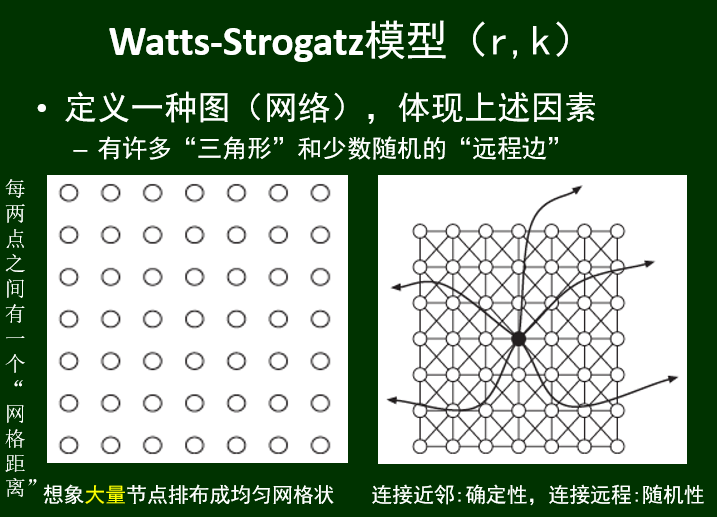 Watts-Strogatz模型（r,k）
• 定义一种图（网络），体现上述因素
– 有许多“三角形”和少数随机的“远程边”
每两点之间有一个“网格距离”
想象大量节点排布成均匀网格状
连接近邻:确定性，连接远程:随机性